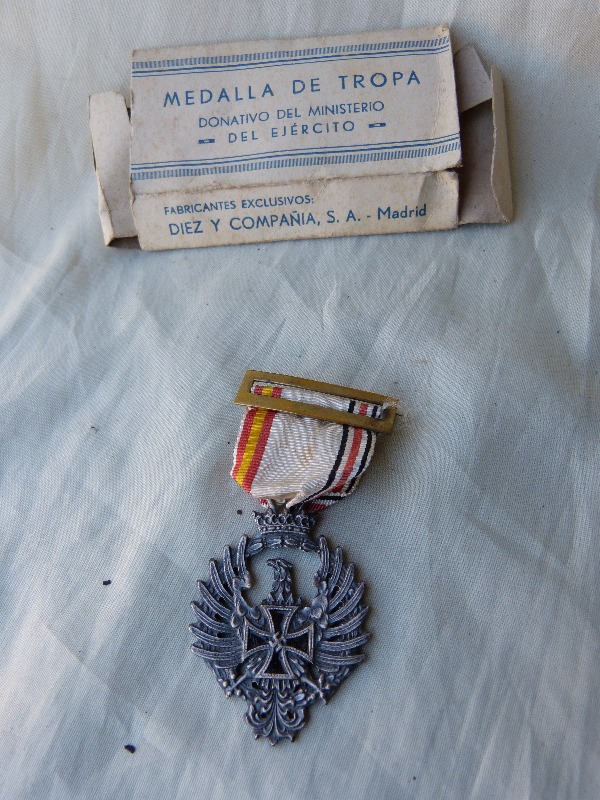 MEDALLA DE TROPA
DONATIVO DEL MINISTERIO
- DEL EJÉRCITO -
FABRICANTES EXCLUSIVOS:
DIEZ Y COMPAÑIA, S. A. - Madrid